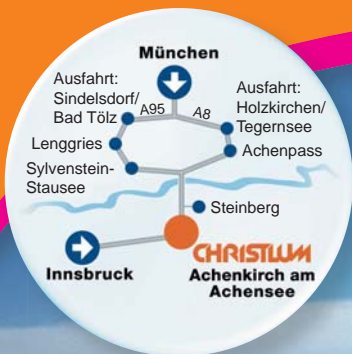 München
Ausfahrt:
Sindelsdorf/
Bad Tölz
A95
A8
Ausfahrt:
Holzkirchen/
Tegernsee
Lenggries
Achenpass
Sylvenstein-
Stausee
Steinberg
CHRISTLUM
Innsbruck
Achenkirch am
Achensee